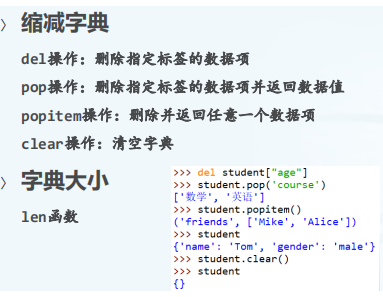 〉缩减字典
del操作：删除指定标签的数据项
pop操作：删除指定标签的数据项并返回数据值
popitem操作：删除并返回任意一个数据项
clear操作：清空字典
〉字典大小
len函数
>>> del student["age"]
>>> student.pop('course')
['数学', '英语']
>>> student.popitem()
('friends', ['Mike', 'Alice'])
>>> student
{'name': 'Tom', 'gender': 'male'}
>>> student.clear()
>>> student
{}